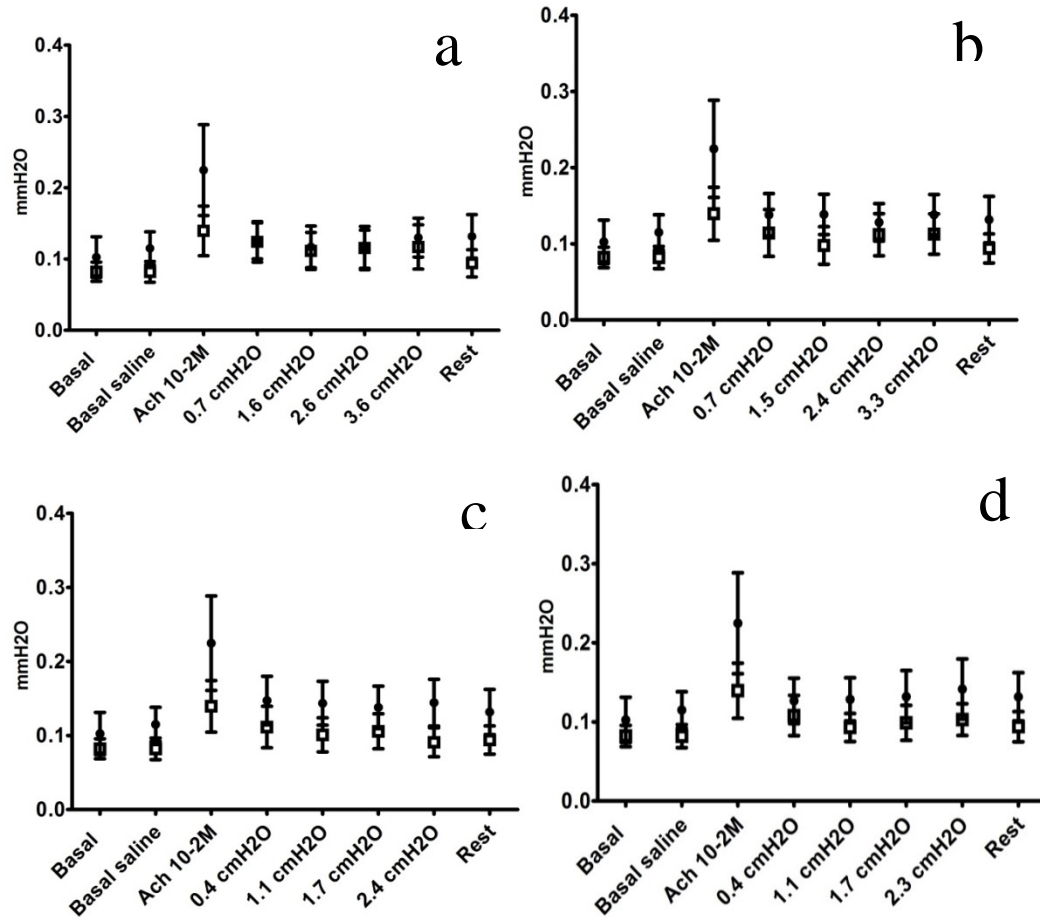 a
0.4
0.3
0.2
0.1
0.0
mmH2O
Basal
Basal saline
Ach 10-2M
0.7 cmH2O
1.6 cmH2O
2.6 cmH2O
3.6 cmH2O
Rest
b
0.4
0.3
0.2
0.1
0.0
mmH2O
Basal
Basal saline
Ach 10-2M
0.7 cmH2O
1.5 cmH2O
2.4 cmH2O
3.3 cmH2O
Rest
c
0.4
0.3
0.2
0.1
0.0
mmH2O
Basal
Basal saline
Ach 10-2M
0.4 cmH2O
1.1 cmH2O
1.7 cmH2O
2.4 cmH2O
Rest
d
0.4
0.3
0.2
0.1
0.0
mmH2O
Basal
Basal saline
Ach 10-2M
0.4 cmH2O
1.1 cmH2O
1.7 cmH2O
2.3 cmH2O
Rest